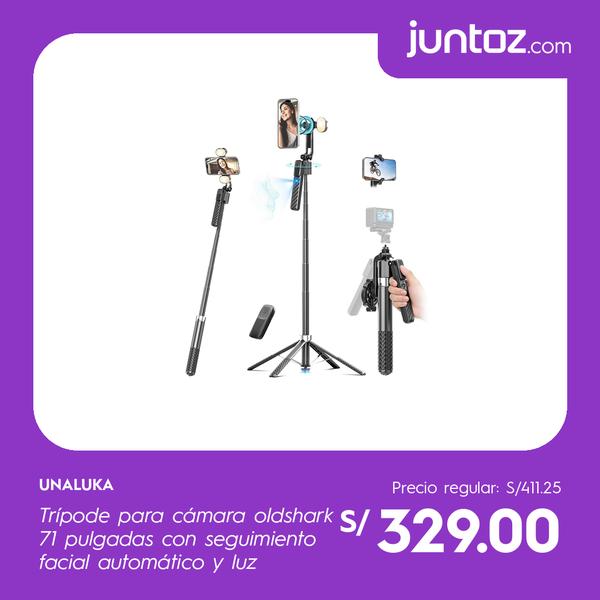 juntoz.com
UNALUKA
Trípode para cámara oldshark
71 pulgadas con seguimiento
facial automático y luz
Precio regular: S/411.25
S/ 329.00